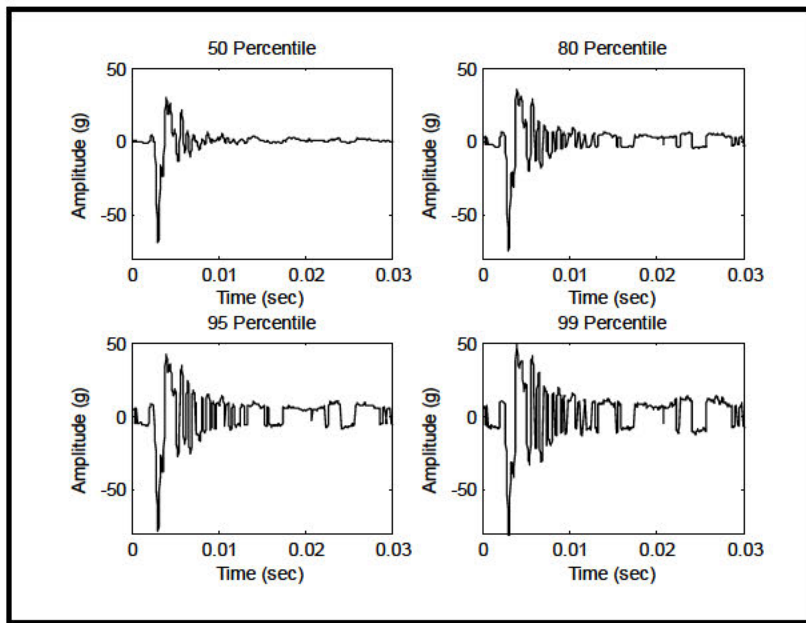 50 Percentile
50
0
-50
Amplitude (g)
0
0.01
0.02
0.03
Time (sec)
80 Percentile
50
0
-50
Amplitude (g)
0
0.01
0.02
0.03
Time (sec)
95 Percentile
50
0
-50
Amplitude (g)
0
0.01
0.02
0.03
Time (sec)
99 Percentile
50
0
-50
Amplitude (g)
0
0.01
0.02
0.03
Time (sec)